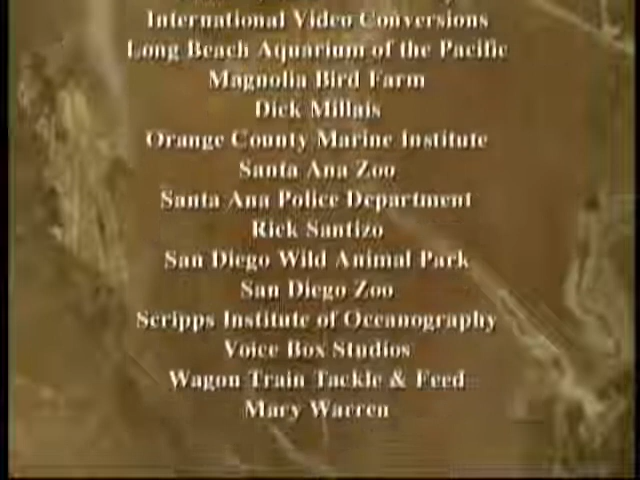 International Video Conversions
Long Beach Aquarium of the Pacific
Magnolia Bird Farm
Dick Millais
Orange County Marine Institute
Santa Ana Zoo
Santa Ana Police Department
Rick Santizo
San Diego Wild Animal Park
San Diego Zoo
Scripps Institute of Oceanography
Voice Box Studios
Wagon Train Tackle & Feed
Mary Warren